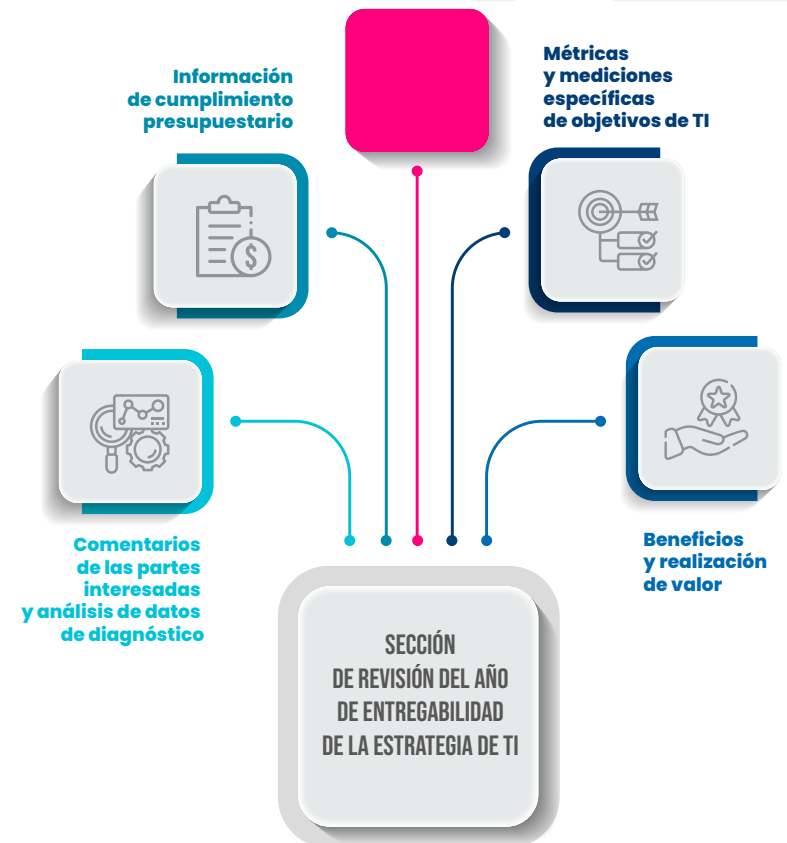 Información
de cumplimiento
presupuestario
Métricas
y mediciones
específicas
de objetivos de TI
$
Comentarios
de las partes
interesadas
y análisis de datos
de diagnóstico
Beneficios
y realización
de valor
SECCIÓN
DE REVISIÓN DEL AÑO
DE ENTREGABILIDAD
DE LA ESTRATEGIA DE TI